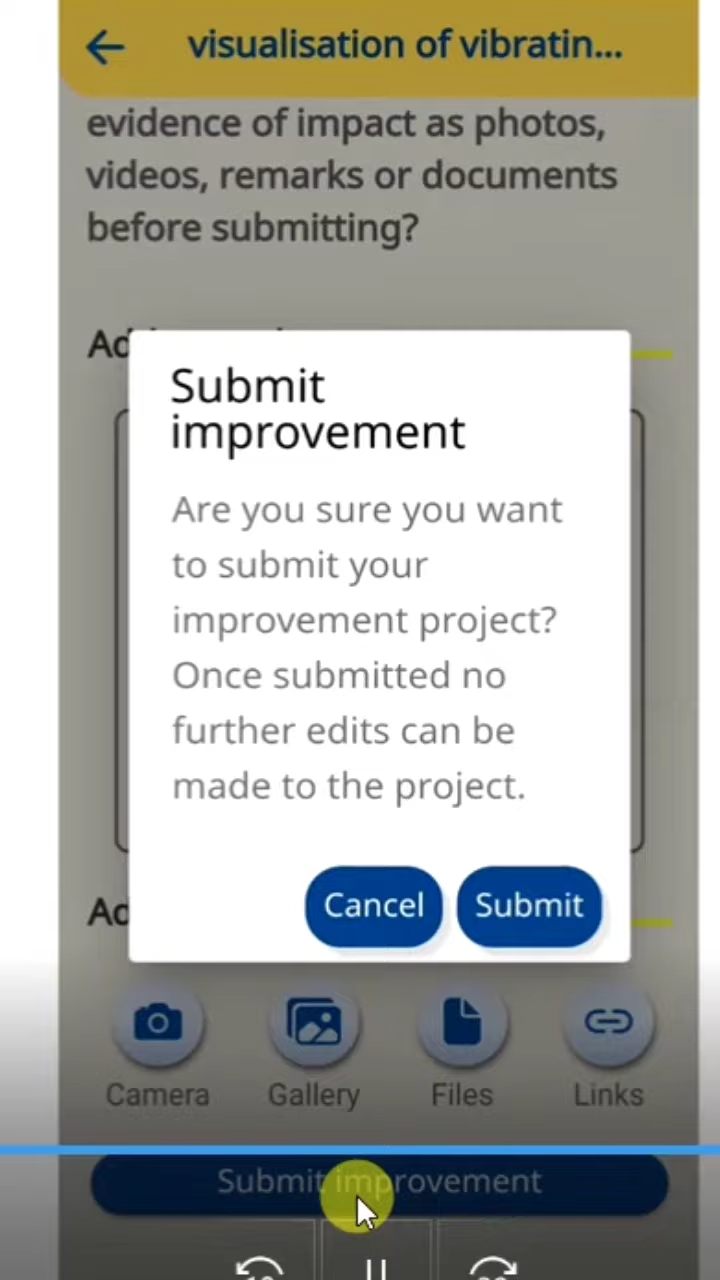 visualisation of vibratin...
evidence of impact as photos,
videos, remarks or documents
before submitting?
Submit
improvement
Are you sure you want
to submit your
improvement project?
Once submitted no
further edits can be
made to the project.
Cancel Submit
Camera Gallery Files Links
Submit improvement